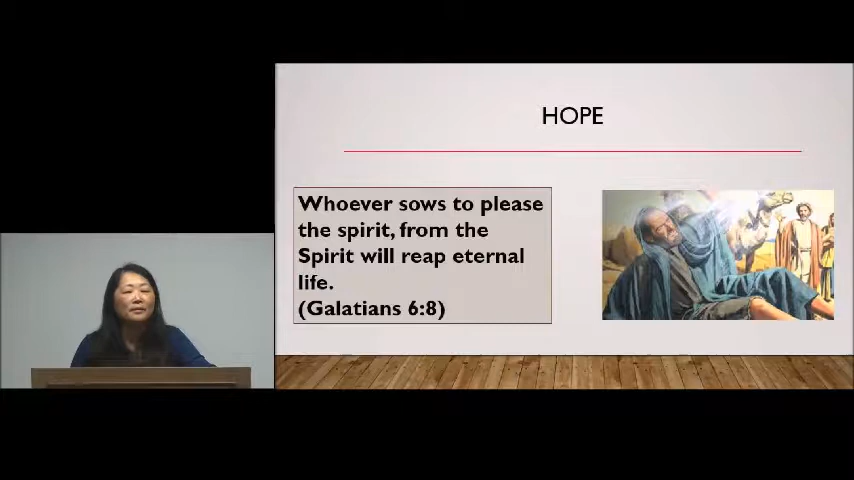 HOPE
Whoever sows to please
the spirit, from the
Spirit will reap eternal
life.
(Galatians 6:8)